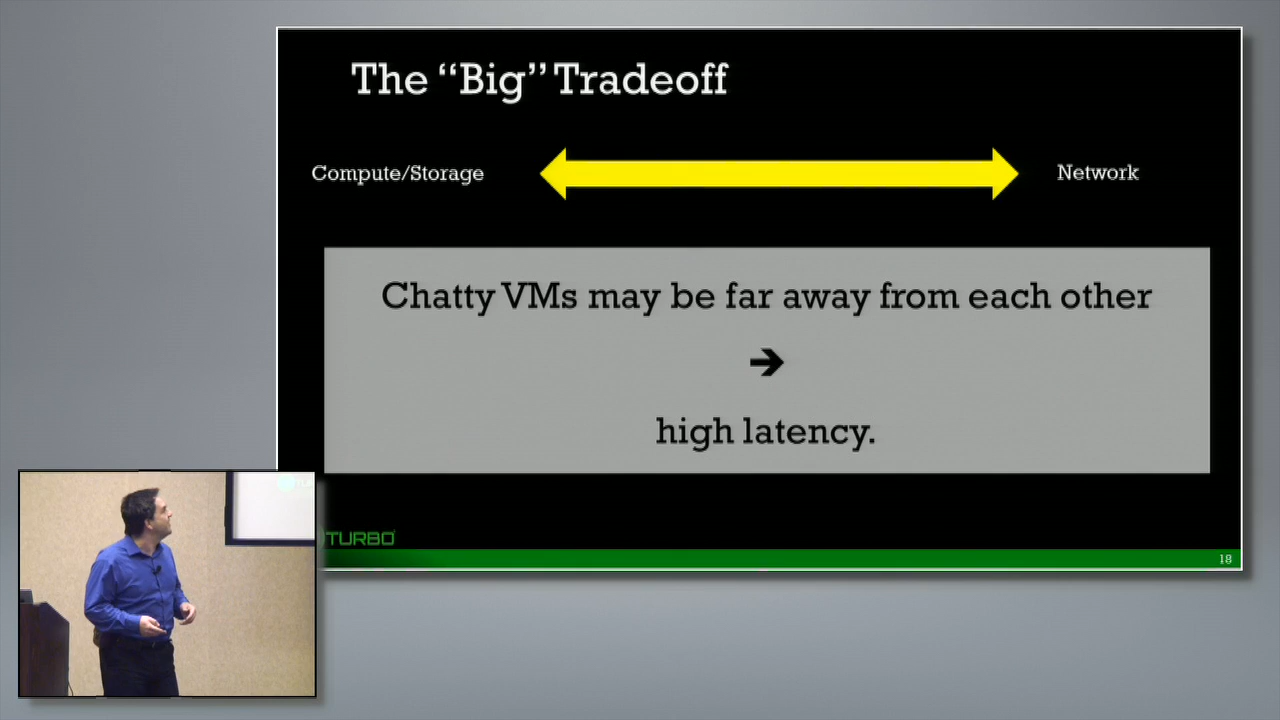 The “Big” Tradeoff
Compute/Storage
Network
Chatty VMs may be far away from each other
➔
high latency.
TURBO
18